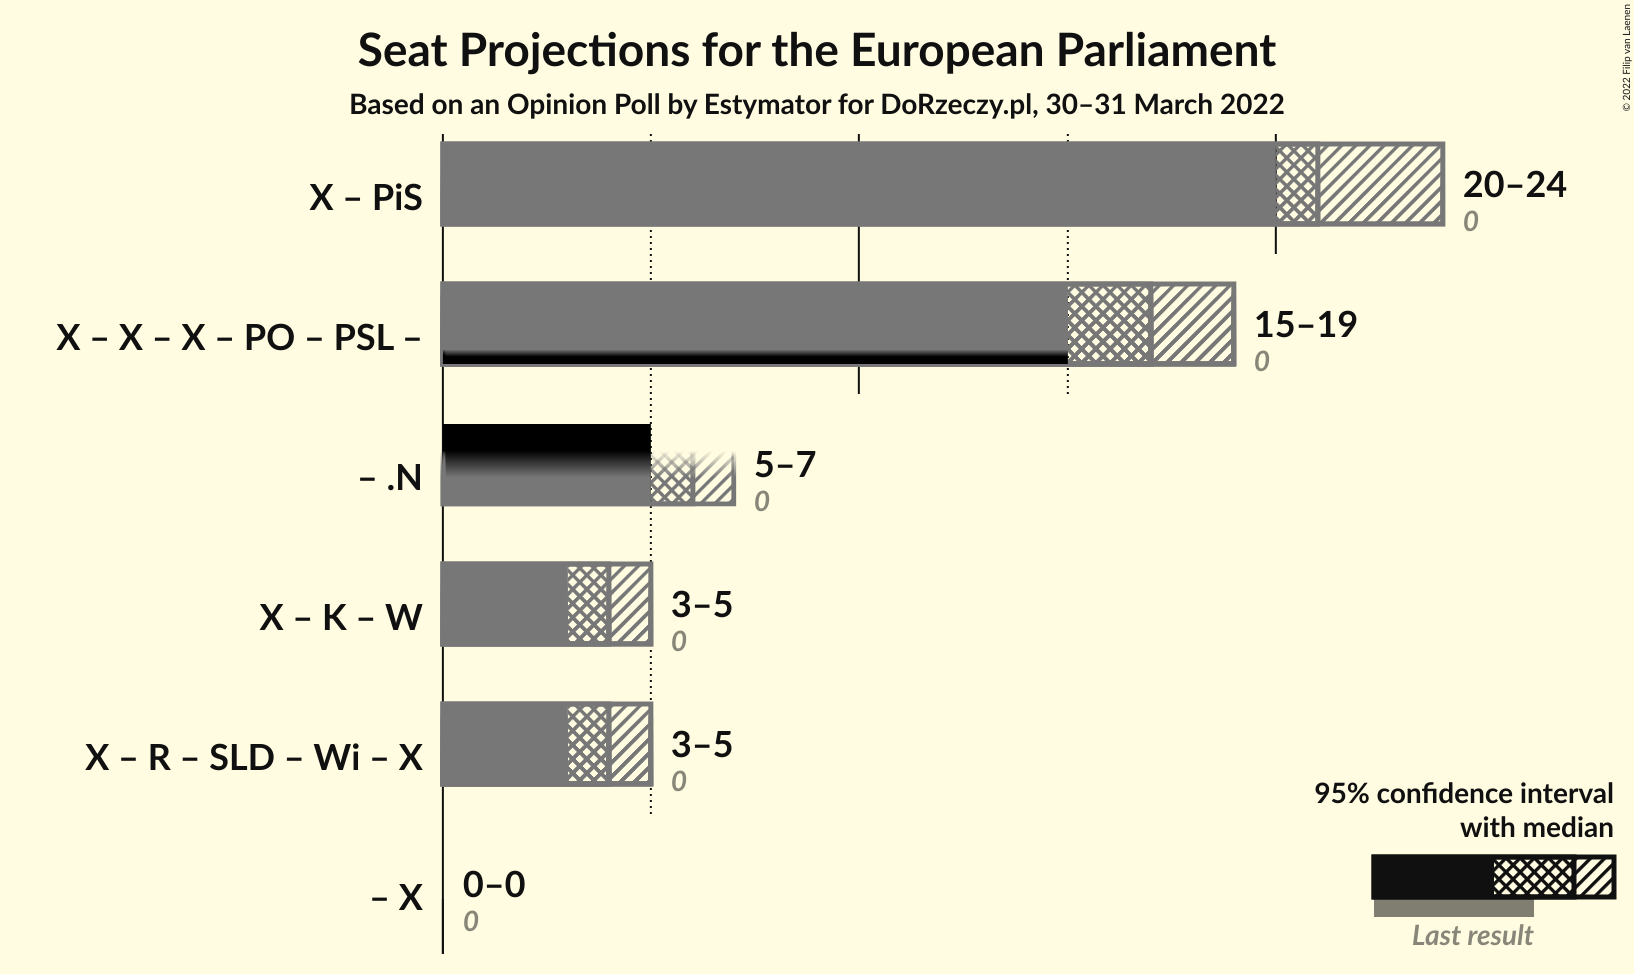 Seat Projections for the European Parliament
Based on an Opinion Poll by Estymator for DoRzeczy.pl, 30–31 March 2022
© 2022 Filip van Laenen
X – PiS
20–24
0
X – X – X – PO – PSL –
15–19
0
– .N
5–7
0
X – K – W
3–5
0
X – R – SLD – Wi – X
3–5
0
– X
0–0
0
95% confidence interval
with median
Last result